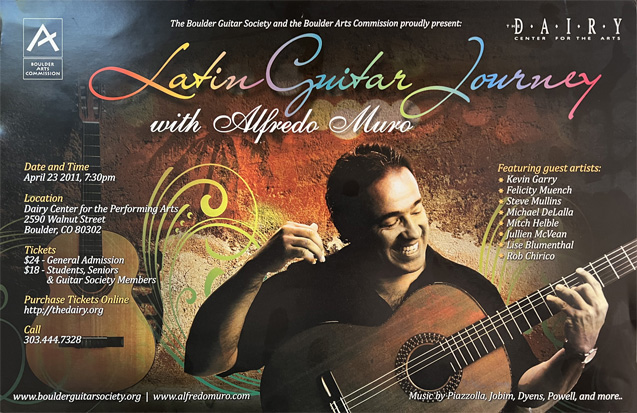 The Boulder Guitar Society and the Boulder Arts Commission proudly present:
BOULDER
ARTS
COMMISSION
THE D·A·I·R·Y
CENTER FOR THE ARTS
Latin Guitar Journey
with Alfredo Muro
Date and Time
April 23 2011, 7:30pm
Location
Dairy Center for the Performing Arts
2590 Walnut Street
Boulder, CO 80302
Tickets
$24 - General Admission
$18 - Students, Seniors
& Guitar Society Members
Purchase Tickets Online
http://thedairy.org
Call
303.444.7328
Featuring guest artists:
Kevin Garry
Felicity Muench
Steve Mullins
Michael DeLalla
Mitch Helble
Jullien McVean
Lise Blumenthal
Rob Chirico
www.boulderguitarsociety.org | www.alfredomuro.com
Music by Piazzolla, Jobim, Dyens, Powell, and more..